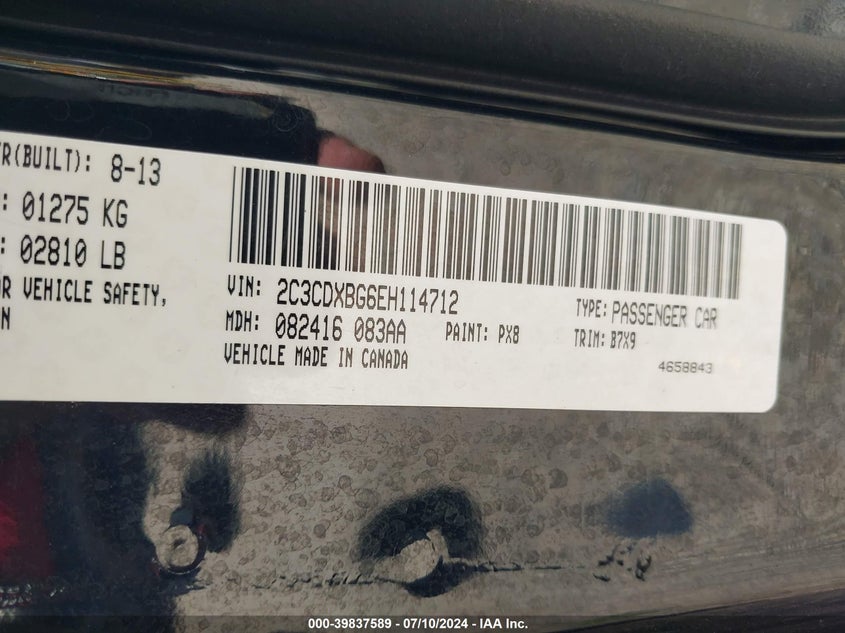 TR(BUILT): 8-13
: 01275 KG
: 02810 LB
R VEHICLE SAFETY,
N
VIN: 2C3CDXBG6EH114712
MDH: 082416 083AA
PAINT: PX8
VEHICLE MADE IN CANADA
TYPE: PASSENGER CAR
TRIM: B7X9
4658843
000-39837589 - 07/10/2024 - IAA Inc.